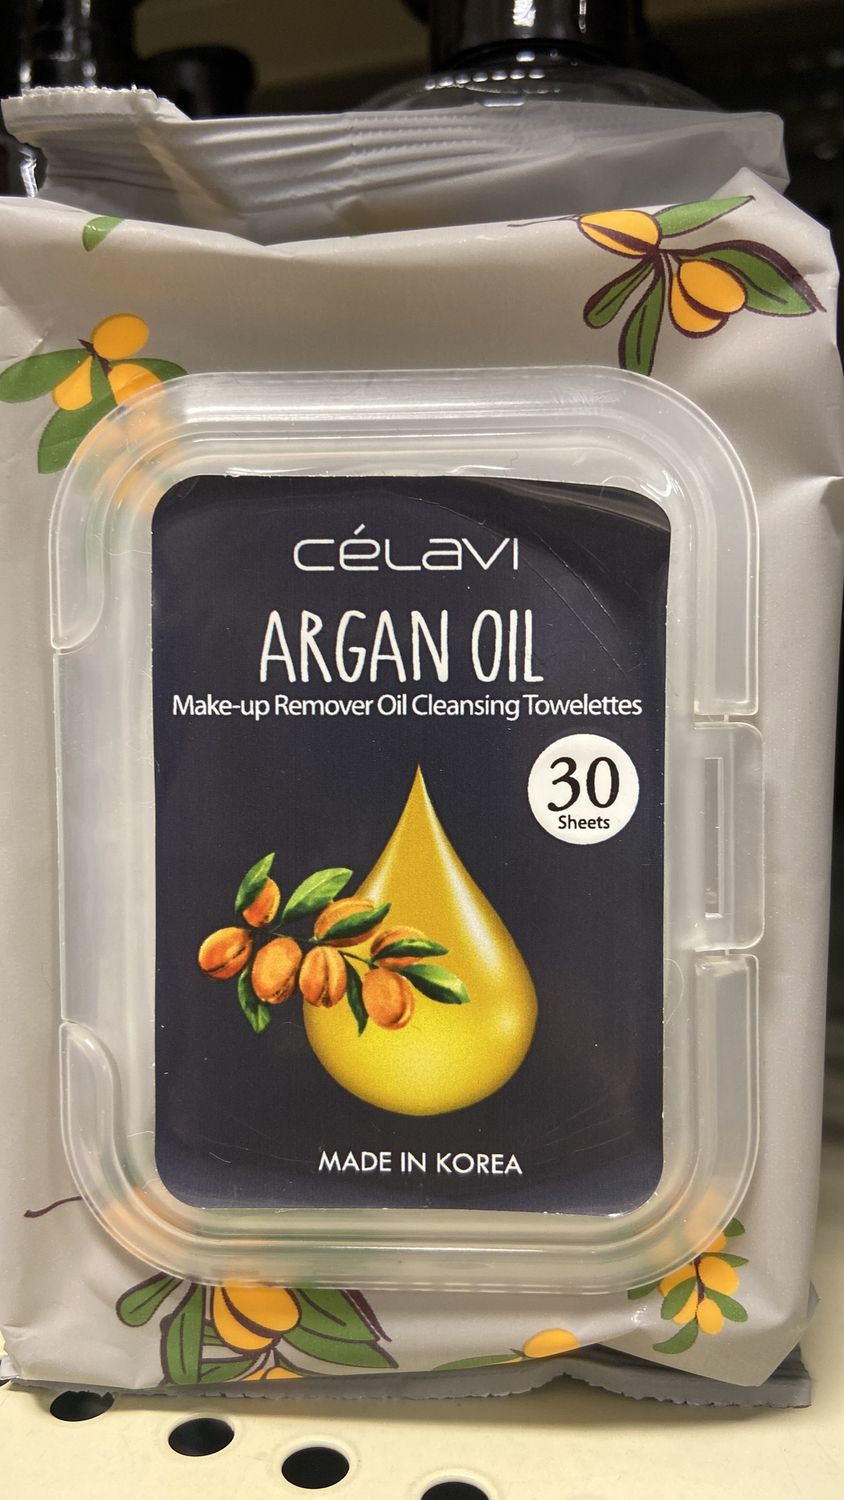 céLavi
ARGAN OIL
Make-up Remover Oil Cleansing Towelettes
30
Sheets
MADE IN KOREA